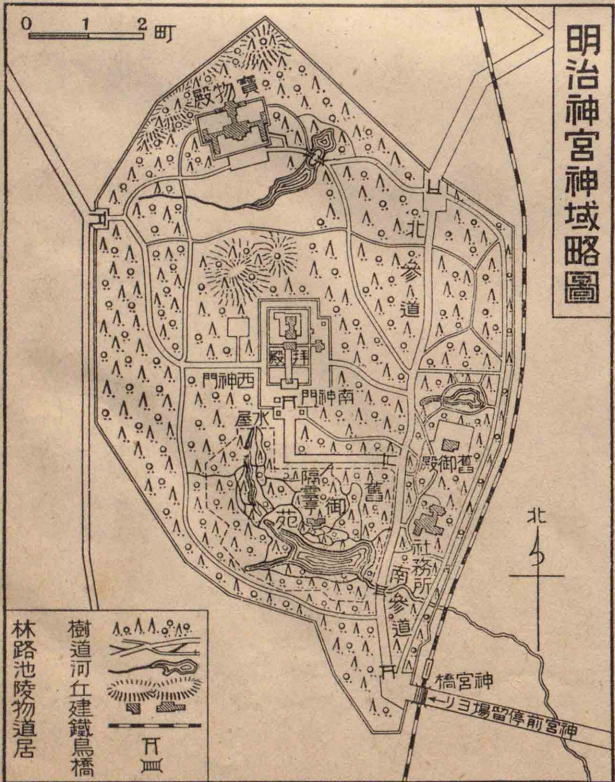 明治神宮神域略圖
0 1 2 町
寶物殿
北參道
拜殿
西神門
南神門
水屋
舊御殿
隔雲亭
舊御苑
社務所
南參道
北
神宮橋
神宮前停留場ヨリ
樹林
道路
河池
丘陵
建物
鐵道
鳥居
橋